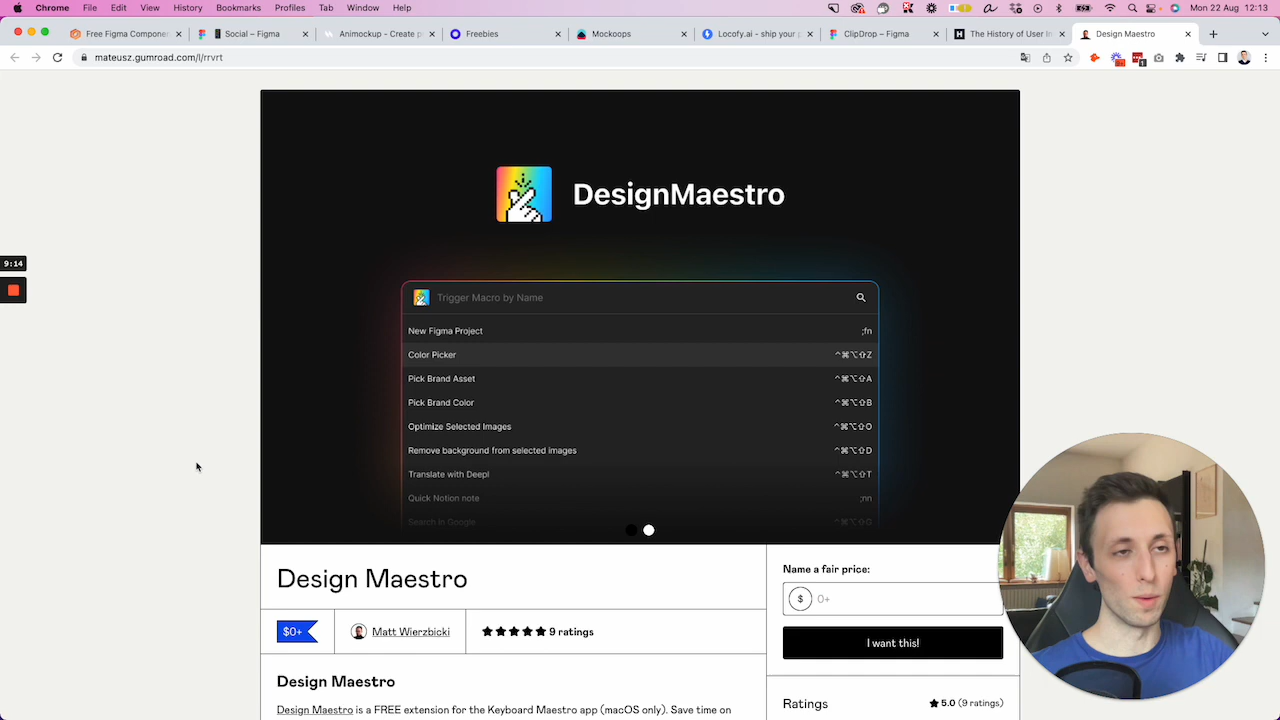 Chrome File Edit View History Bookmarks Profiles Tab Window Help Mon 22 Aug 12:13
Free Figma Componen Social – Figma Animockup - Create p Freebies Mockoops Locofy.ai - ship your p ClipDrop – Figma The History of User In Design Maestro
mateusz.gumroad.com/l/rrvrt
DesignMaestro
9:14
Trigger Macro by Name
New Figma Project ;fn
Color Picker ^⌘⌥⇧Z
Pick Brand Asset ^⌘⌥⇧A
Pick Brand Color ^⌘⌥⇧B
Optimize Selected Images ^⌘⌥⇧O
Remove background from selected images ^⌘⌥⇧D
Translate with Deepl ^⌘⌥⇧T
Quick Notion note ;nn
Search in Google ^⌘⌥⇧G
Design Maestro
Name a fair price:
$ 0+
$0+ Matt Wierzbicki 9 ratings
I want this!
Design Maestro
Design Maestro is a FREE extension for the Keyboard Maestro app (macOS only). Save time on
Ratings 5.0 (9 ratings)